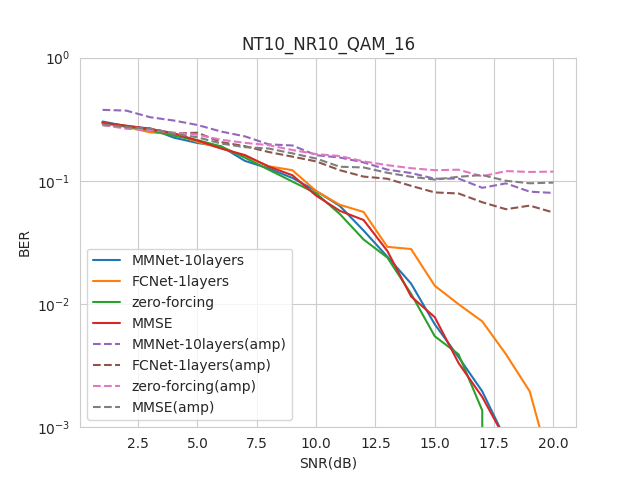 NT10_NR10_QAM_16
10⁰
10⁻¹
10⁻²
10⁻³
BER
MMNet-10layers
FCNet-1layers
zero-forcing
MMSE
MMNet-10layers(amp)
FCNet-1layers(amp)
zero-forcing(amp)
MMSE(amp)
2.5 5.0 7.5 10.0 12.5 15.0 17.5 20.0
SNR(dB)